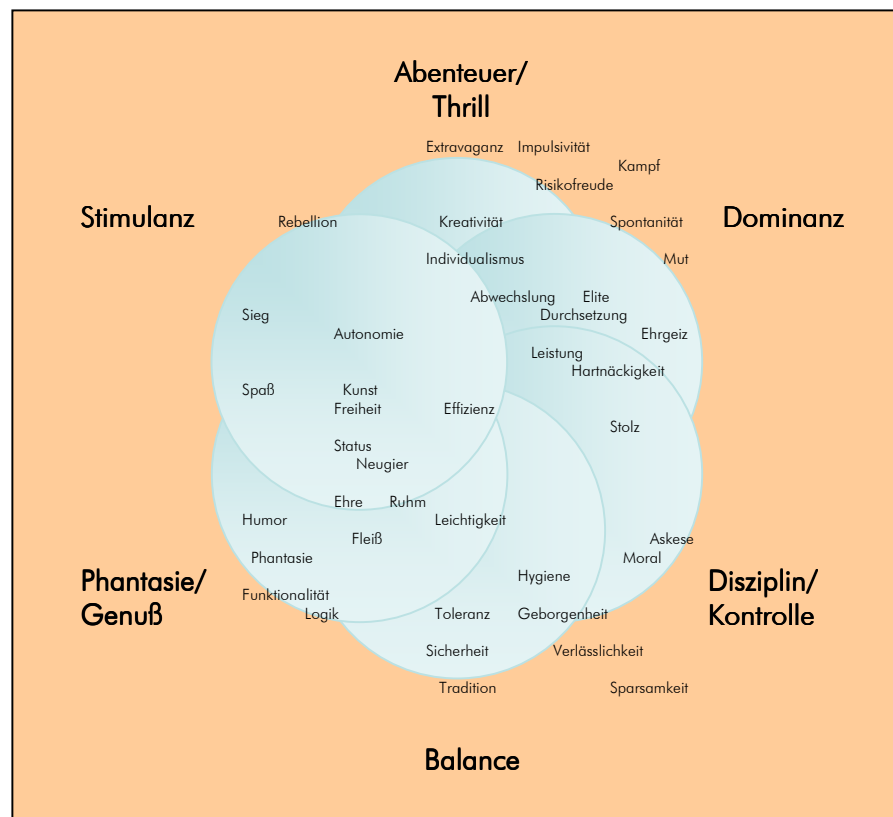 Abenteuer/
Thrill
Extravaganz
Impulsivität
Kampf
Risikofreude
Stimulanz
Rebellion
Kreativität
Spontanität
Dominanz
Individualismus
Mut
Abwechslung
Elite
Sieg
Durchsetzung
Autonomie
Ehrgeiz
Leistung
Hartnäckigkeit
Spaß
Kunst
Freiheit
Effizienz
Stolz
Status
Neugier
Ehre
Ruhm
Humor
Leichtigkeit
Fleiß
Askese
Phantasie
Moral
Phantasie/
Genuß
Hygiene
Disziplin/
Kontrolle
Funktionalität
Logik
Toleranz
Geborgenheit
Sicherheit
Verlässlichkeit
Tradition
Sparsamkeit
Balance